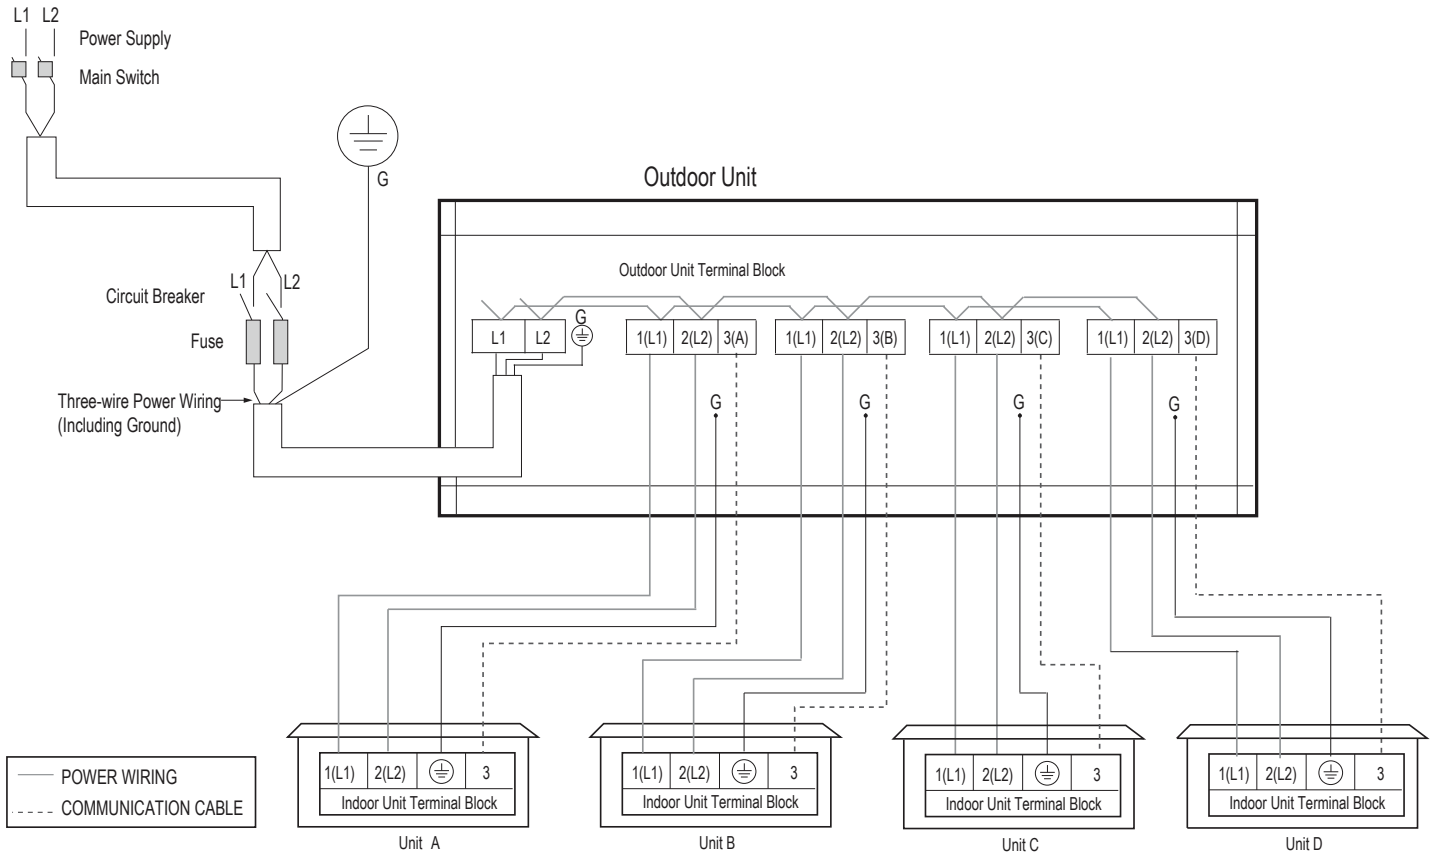 L1 L2
Power Supply
Main Switch
G
Outdoor Unit
Outdoor Unit Terminal Block
L1 L2
Circuit Breaker
Fuse
G
L1 L2
1(L1) 2(L2) 3(A)
1(L1) 2(L2) 3(B)
1(L1) 2(L2) 3(C)
1(L1) 2(L2) 3(D)
Three-wire Power Wiring
(Including Ground)
G G G G
1(L1) 2(L2) 3
Indoor Unit Terminal Block
Unit A
1(L1) 2(L2) 3
Indoor Unit Terminal Block
Unit B
1(L1) 2(L2) 3
Indoor Unit Terminal Block
Unit C
1(L1) 2(L2) 3
Indoor Unit Terminal Block
Unit D
POWER WIRING
COMMUNICATION CABLE